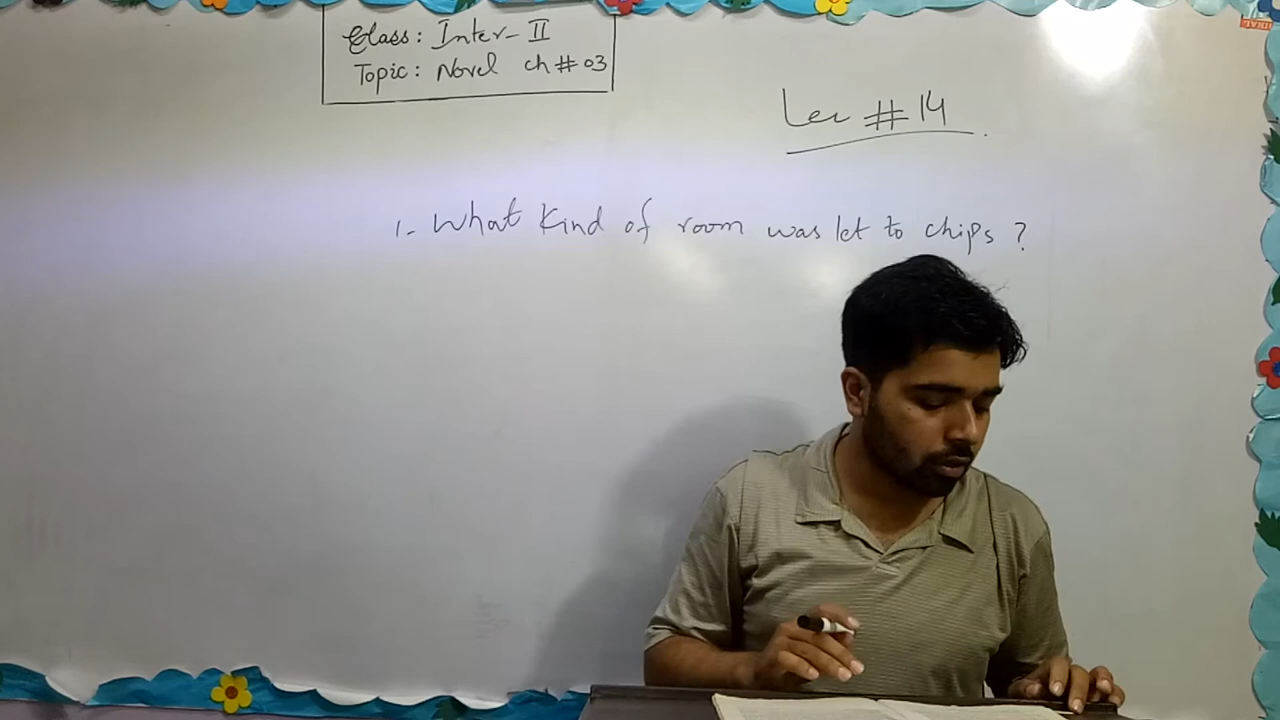 Class: Inter-II
Topic: Novel ch # 03
Lec # 14
1- What kind of room was let to chips ?